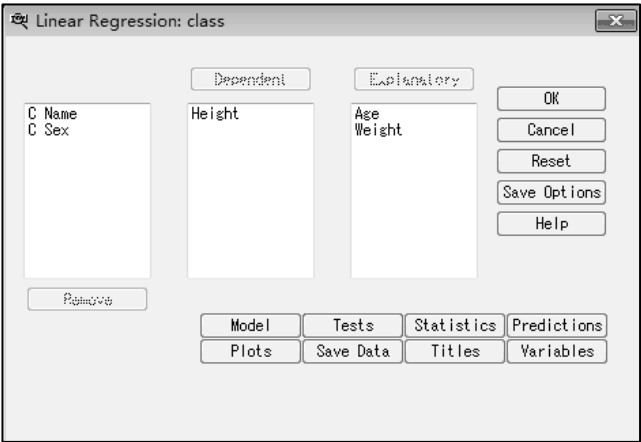 Linear Regression: class
Dependent
Explanatory
C Name
C Sex
Height
Age
Weight
OK
Cancel
Reset
Save Options
Help
Remove
Model
Tests
Statistics
Predictions
Plots
Save Data
Titles
Variables